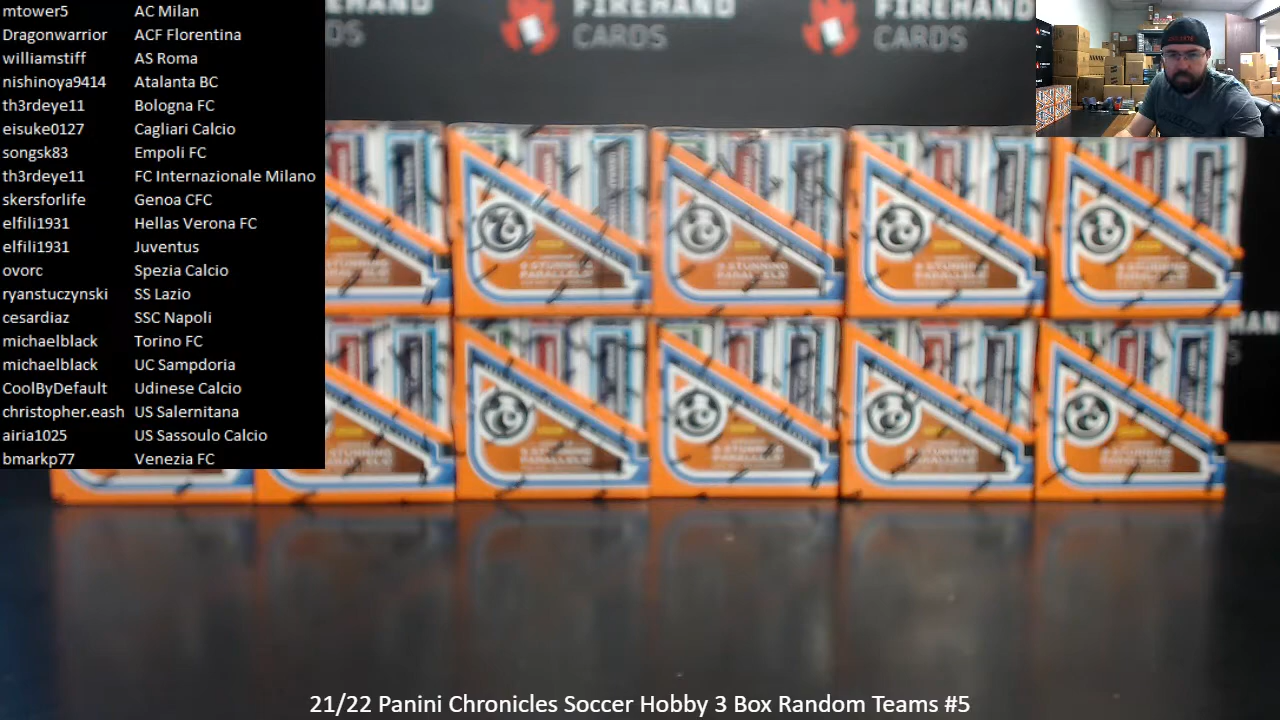 mtower5 AC Milan
Dragonwarrior ACF Florentina
williamstiff AS Roma
nishinoya9414 Atalanta BC
th3rdeye11 Bologna FC
eisuke0127 Cagliari Calcio
songsk83 Empoli FC
th3rdeye11 FC Internazionale Milano
skersforlife Genoa CFC
elfili1931 Hellas Verona FC
elfili1931 Juventus
ovorc Spezia Calcio
ryanstuczynski SS Lazio
cesardiaz SSC Napoli
michaelblack Torino FC
michaelblack UC Sampdoria
CoolByDefault Udinese Calcio
christopher.eash US Salernitana
airia1025 US Sassoulo Calcio
bmarkp77 Venezia FC
FIREHAND
CARDS
FIREHAND
CARDS
21/22 Panini Chronicles Soccer Hobby 3 Box Random Teams #5